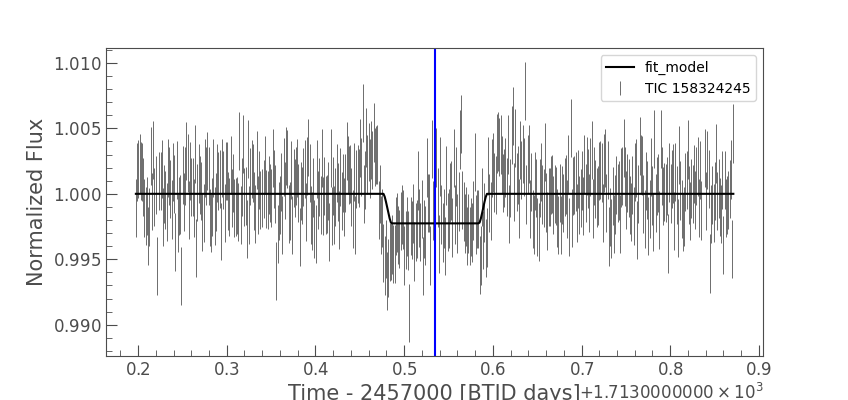 1.010
1.005
1.000
0.995
0.990
Normalized Flux
fit_model
TIC 158324245
0.2 0.3 0.4 0.5 0.6 0.7 0.8 0.9
Time - 2457000 [BTJD days]
+1.7130000000 × 10³